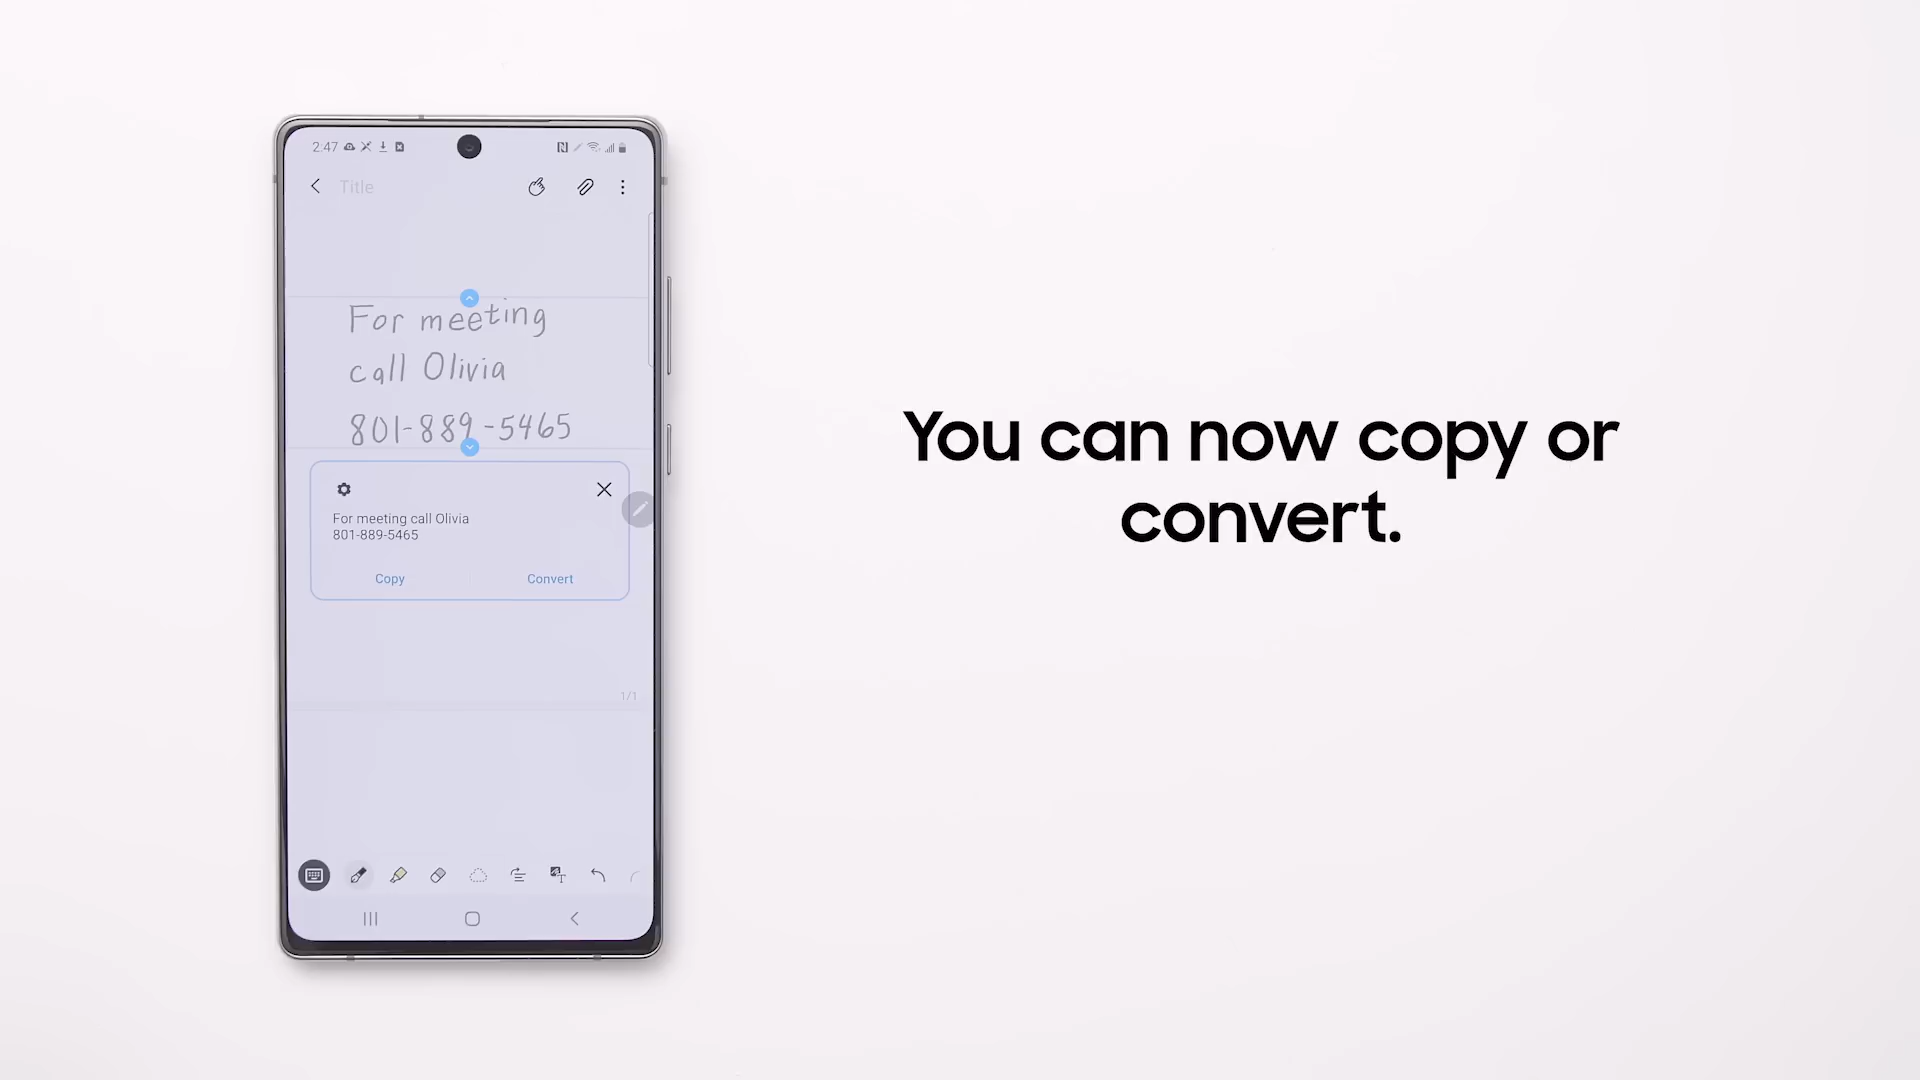 2:47
Title
For meeting
call Olivia
801-889-5465
For meeting call Olivia
801-889-5465
Copy Convert
1/1
You can now copy or
convert.